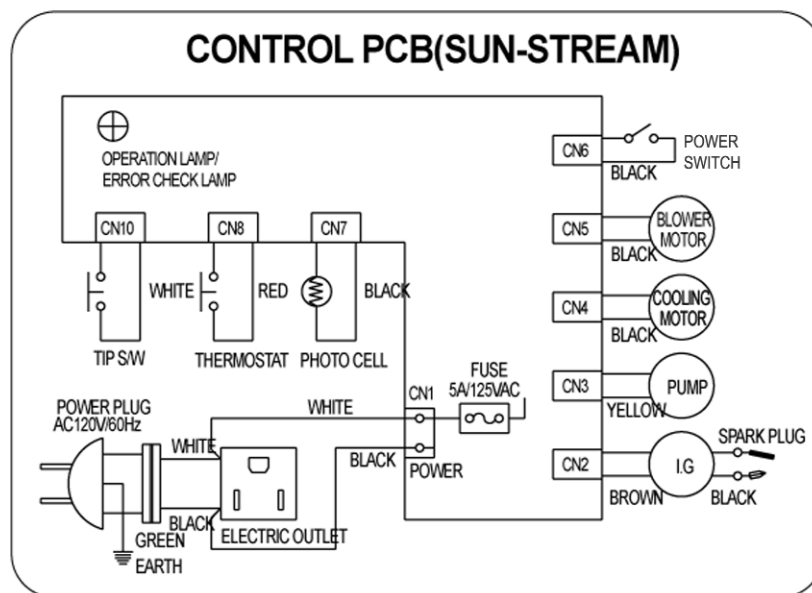 CONTROL PCB(SUN-STREAM)
OPERATION LAMP/
ERROR CHECK LAMP
CN6
POWER
SWITCH
BLACK
CN10
CN8
CN7
CN5
BLOWER
MOTOR
BLACK
WHITE
RED
BLACK
CN4
COOLING
MOTOR
BLACK
TIP S/W
THERMOSTAT
PHOTO CELL
FUSE
5A/125VAC
CN3
PUMP
YELLOW
CN1
WHITE
POWER PLUG
AC120V/60Hz
WHITE
BLACK
POWER
CN2
I.G
SPARK PLUG
BROWN
BLACK
BLACK
ELECTRIC OUTLET
GREEN
EARTH